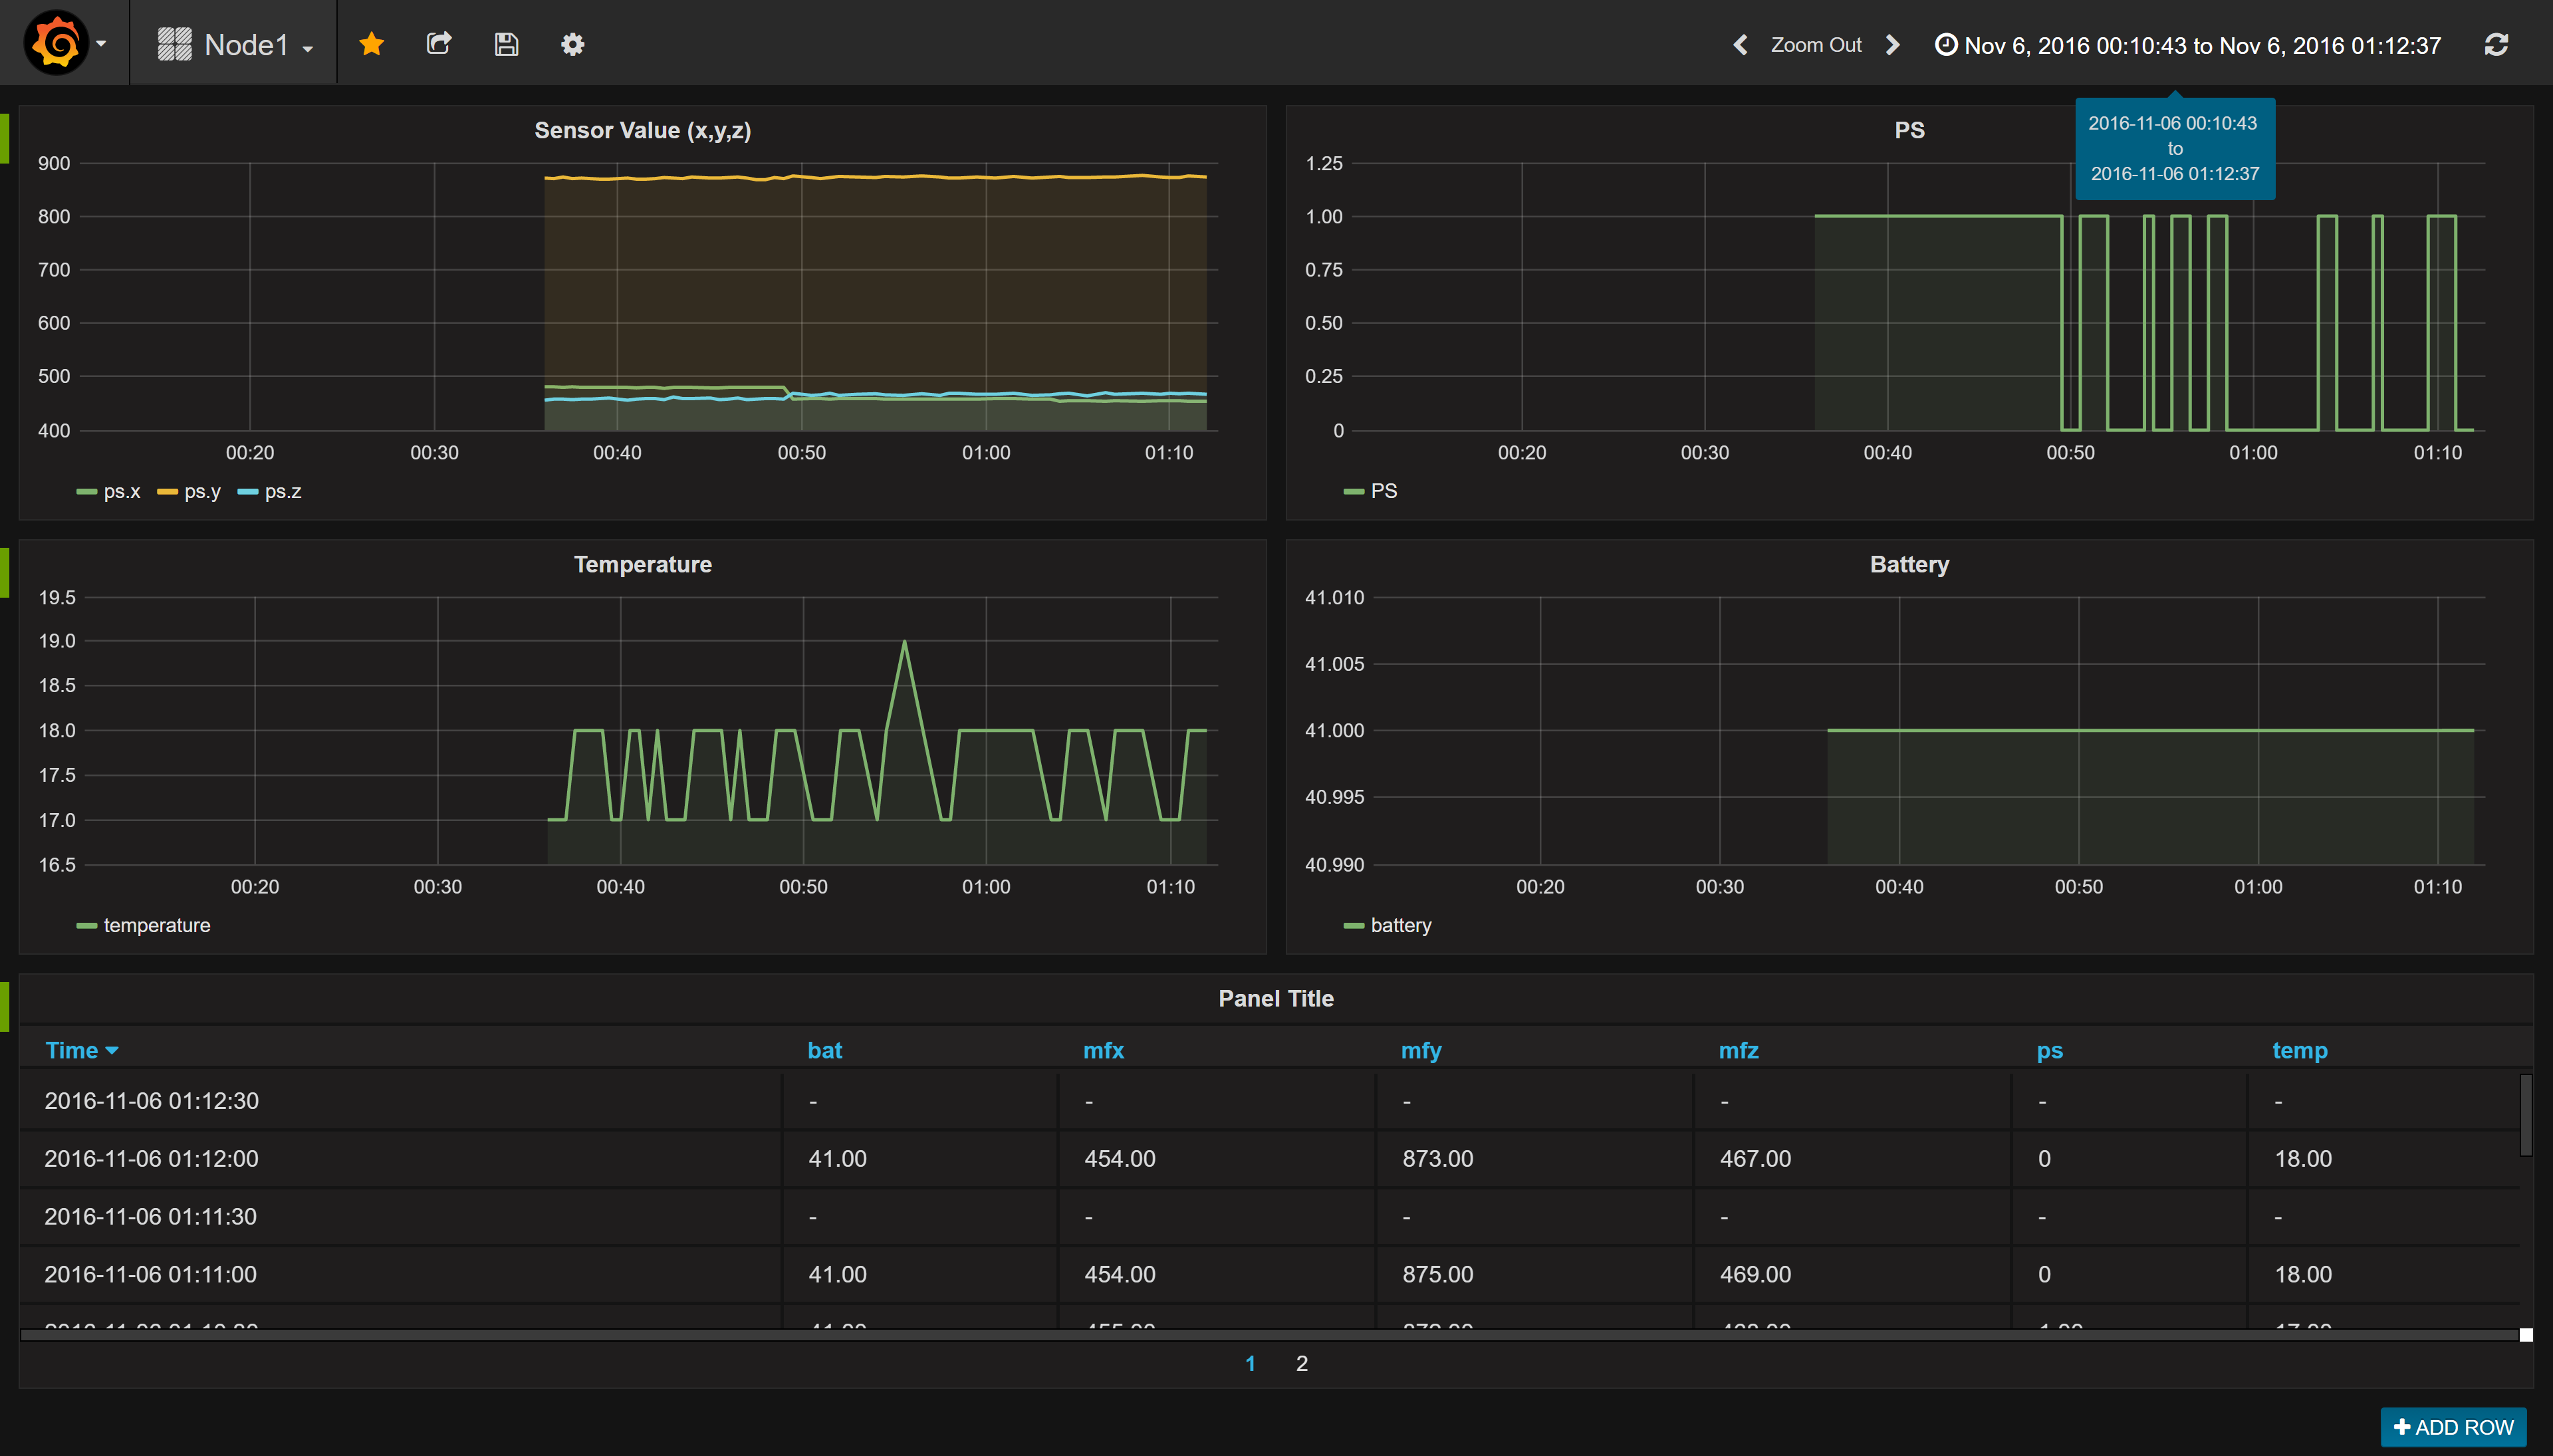 Node1
Zoom Out
Nov 6, 2016 00:10:43 to Nov 6, 2016 01:12:37
2016-11-06 00:10:43
to
2016-11-06 01:12:37
Sensor Value (x,y,z)
900
800
700
600
500
400
00:20 00:30 00:40 00:50 01:00 01:10
ps.x ps.y ps.z
PS
1.25
1.00
0.75
0.50
0.25
0
00:20 00:30 00:40 00:50 01:00 01:10
PS
Temperature
19.5
19.0
18.5
18.0
17.5
17.0
16.5
00:20 00:30 00:40 00:50 01:00 01:10
temperature
Battery
41.010
41.005
41.000
40.995
40.990
00:20 00:30 00:40 00:50 01:00 01:10
battery
Panel Title
Time bat mfx mfy mfz ps temp
2016-11-06 01:12:30 - - - - - -
2016-11-06 01:12:00 41.00 454.00 873.00 467.00 0 18.00
2016-11-06 01:11:30 - - - - - -
2016-11-06 01:11:00 41.00 454.00 875.00 469.00 0 18.00
1 2
ADD ROW